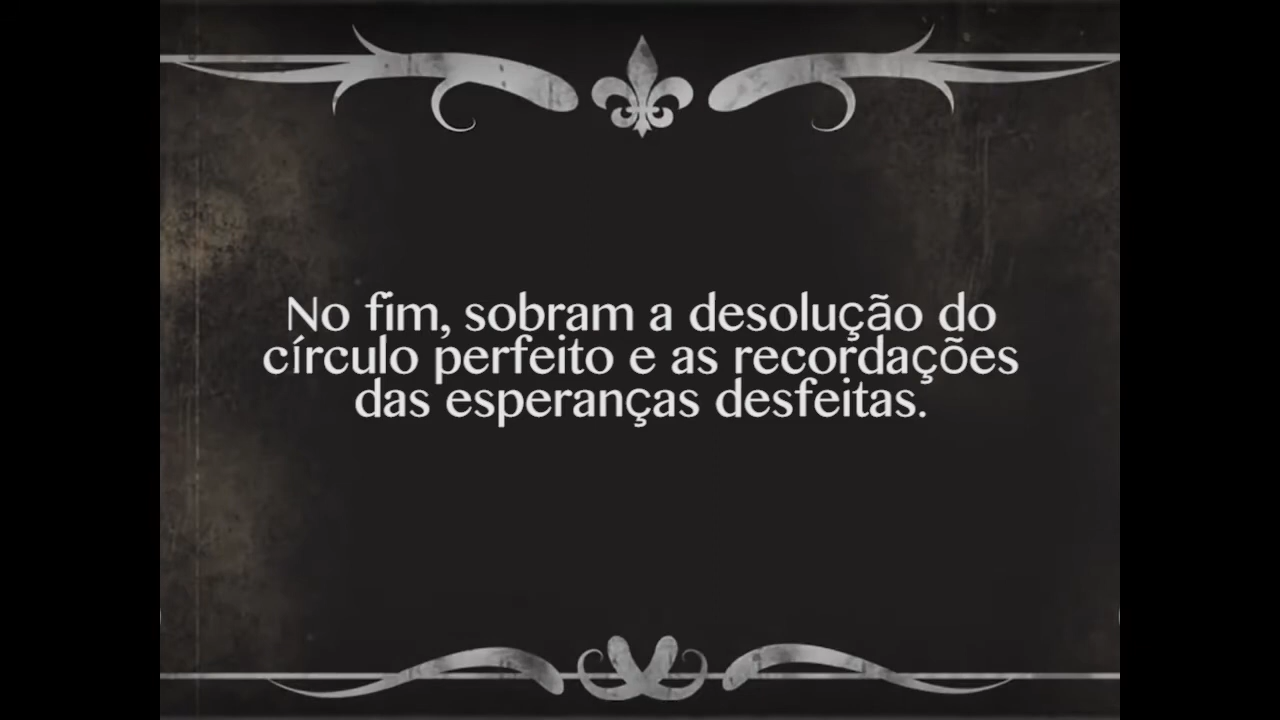 No fim, sobram a desolução do
círculo perfeito e as recordações
das esperanças desfeitas.